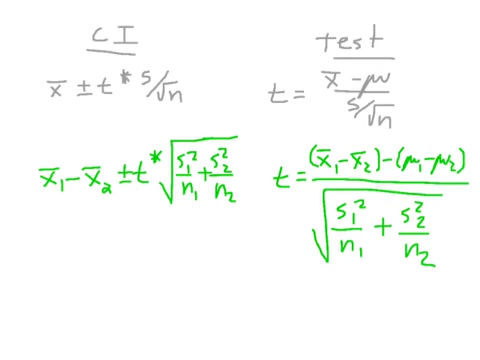 CI
x̄ ± t* s/√n
x̄₁ - x̄₂ ± t* √(s₁²/n₁ + s₂²/n₂)
test
t = (x̄ - μ)/(s/√n)
t = ((x̄₁ - x̄₂) - (μ₁ - μ₂))/√(s₁²/n₁ + s₂²/n₂)